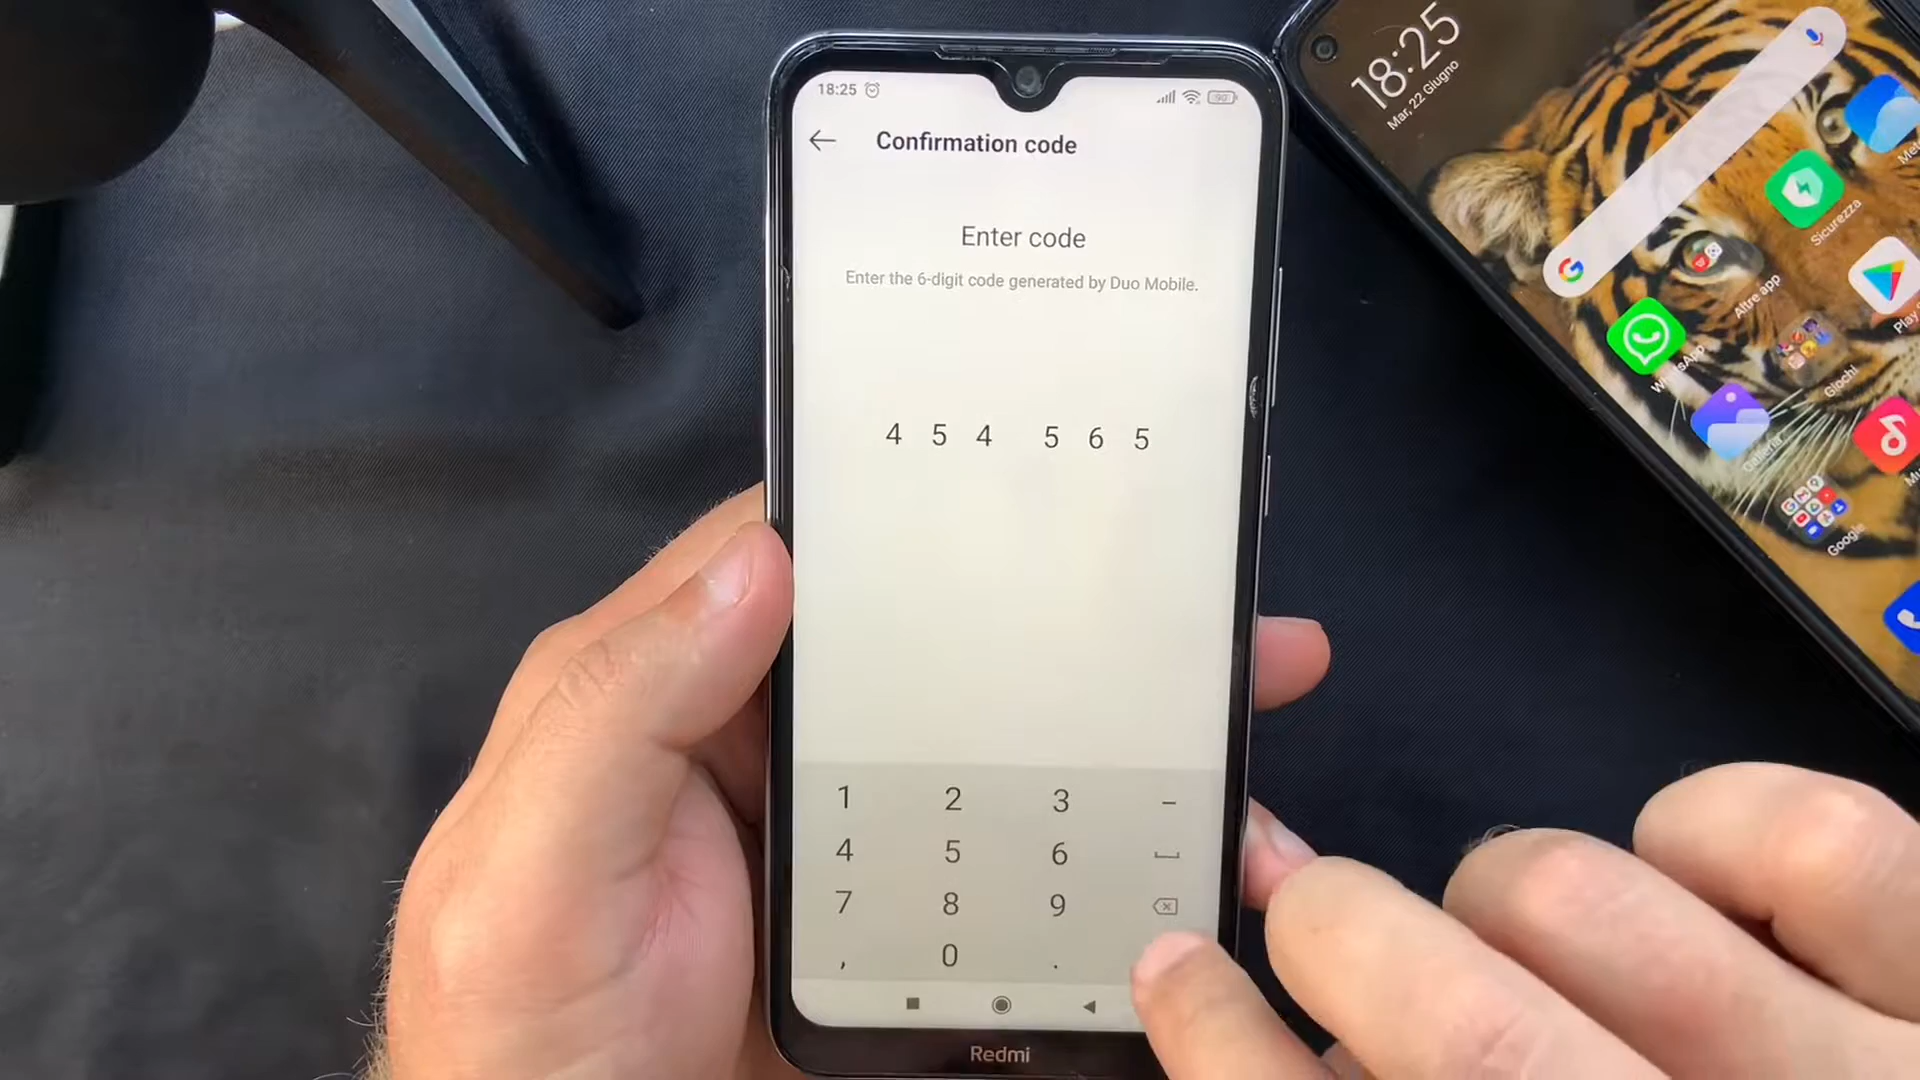 18:25
90
Confirmation code
Enter code
Enter the 6-digit code generated by Duo Mobile.
4 5 4 5 6 5
1 2 3 -
4 5 6
7 8 9
, 0 .
Redmi
18:25
Mar, 22 Giugno
Sicurezza
Altre app
WhatsApp
Giochi
Galleria
Google